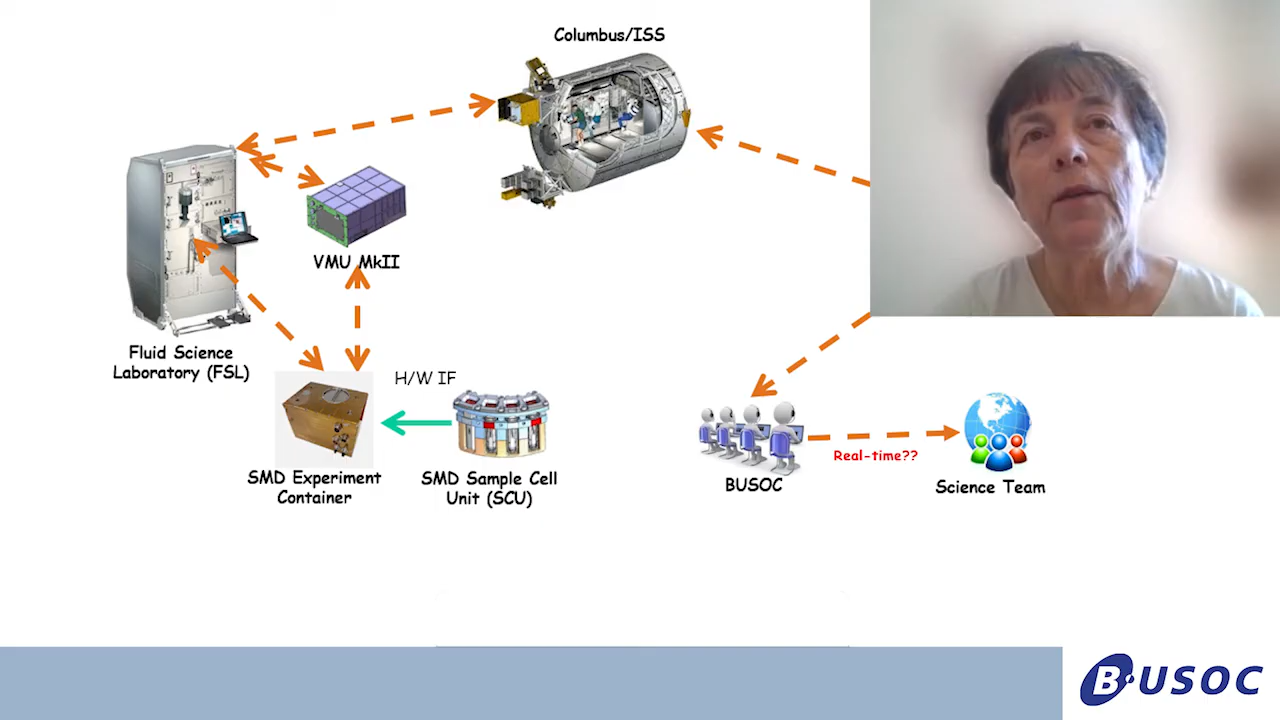 Columbus/ISS
VMU MkII
Fluid Science
Laboratory (FSL)
H/W IF
SMD Experiment
Container
SMD Sample Cell
Unit (SCU)
BUSOC
Real-time??
Science Team
B.USOC